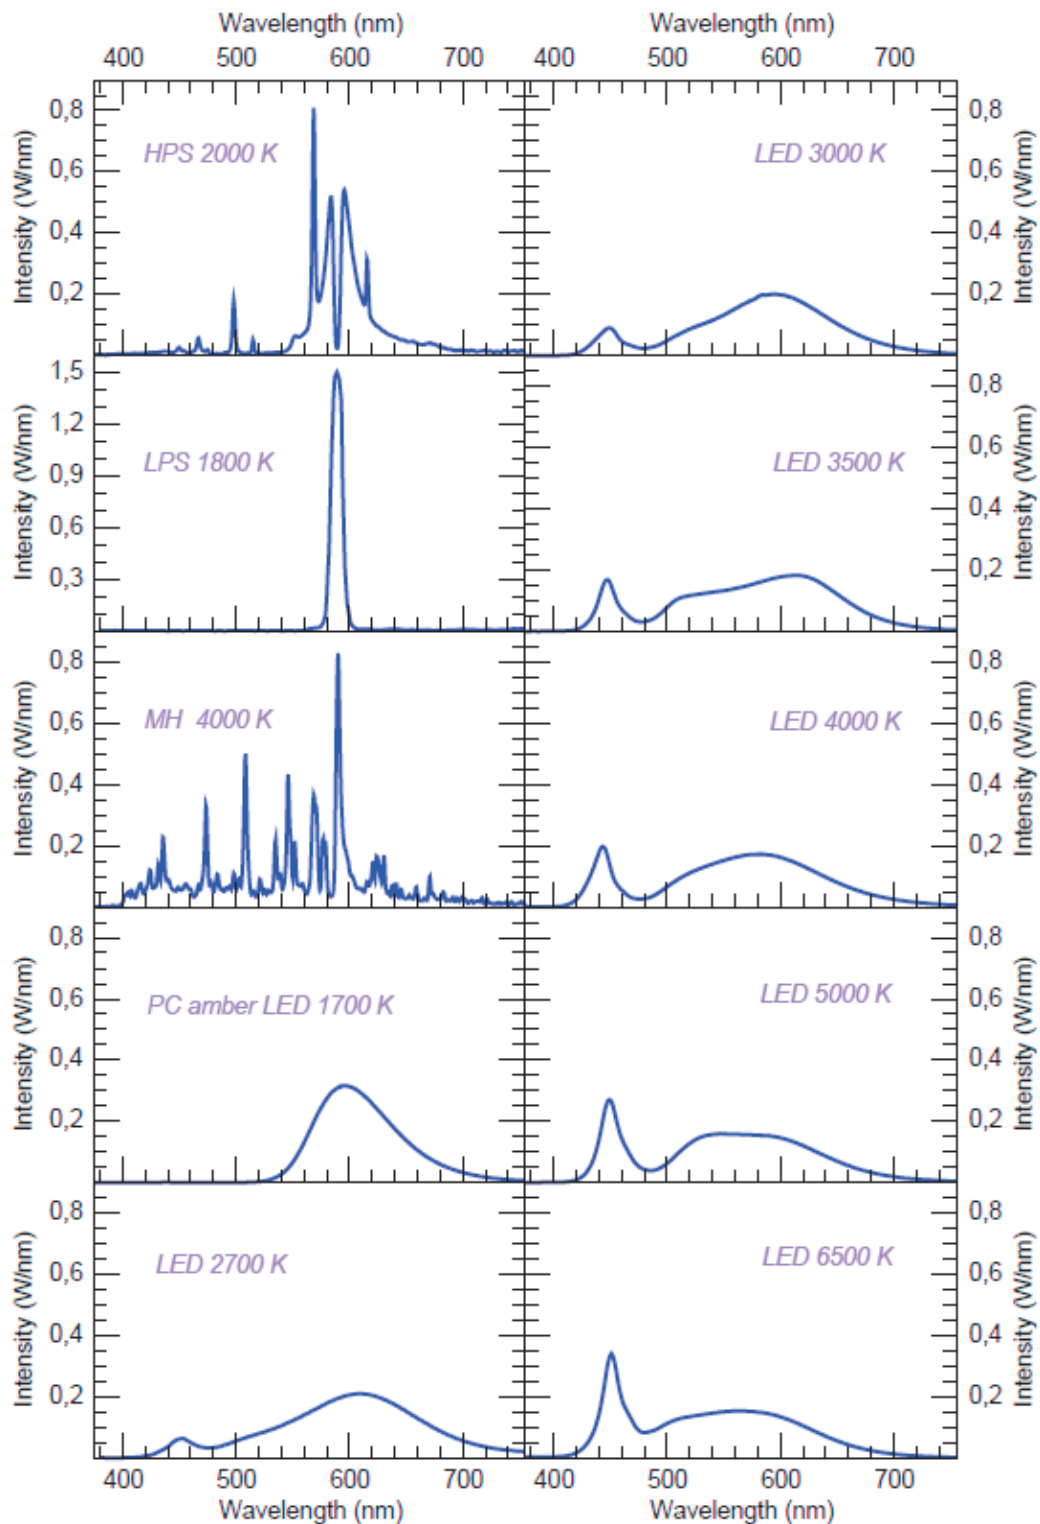 Wavelength (nm) Wavelength (nm)
400 500 600 700 400 500 600 700
Intensity (W/nm) 0,8 0,6 0,4 0,2 HPS 2000 K
LED 3000 K 0,8 0,6 0,4 0,2 Intensity (W/nm)
Intensity (W/nm) 1,5 1,2 0,9 0,6 0,3 LPS 1800 K
LED 3500 K 0,8 0,6 0,4 0,2 Intensity (W/nm)
Intensity (W/nm) 0,8 0,6 0,4 0,2 MH 4000 K
LED 4000 K 0,8 0,6 0,4 0,2 Intensity (W/nm)
Intensity (W/nm) 0,8 0,6 0,4 0,2 PC amber LED 1700 K
LED 5000 K 0,8 0,6 0,4 0,2 Intensity (W/nm)
Intensity (W/nm) 0,8 0,6 0,4 0,2 LED 2700 K
LED 6500 K 0,8 0,6 0,4 0,2 Intensity (W/nm)
400 500 600 700 400 500 600 700
Wavelength (nm) Wavelength (nm)